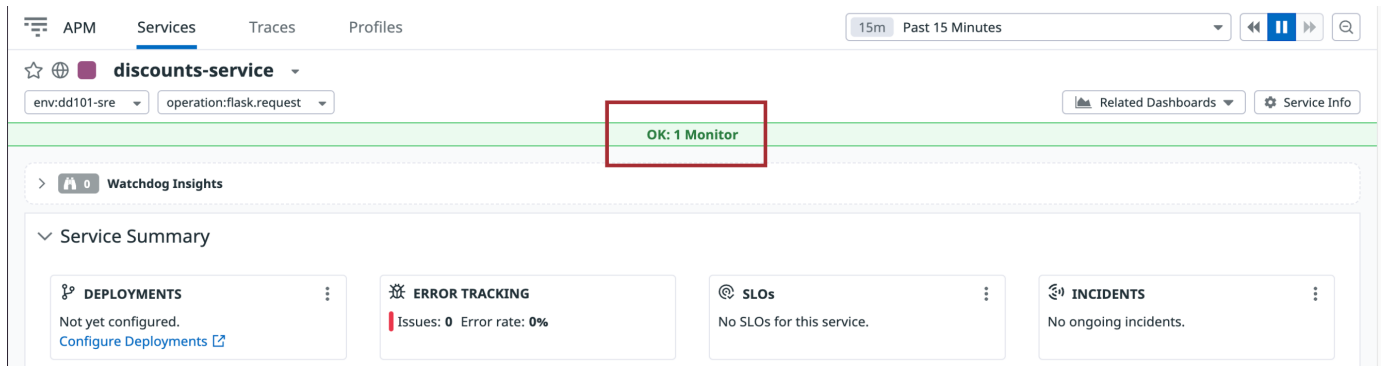 APM Services Traces Profiles 15m Past 15 Minutes
discounts-service
env:dd101-sre operation:flask.request Related Dashboards Service Info
OK: 1 Monitor
0 Watchdog Insights
Service Summary
DEPLOYMENTS ERROR TRACKING SLOs INCIDENTS
Not yet configured. Issues: 0 Error rate: 0% No SLOs for this service. No ongoing incidents.
Configure Deployments